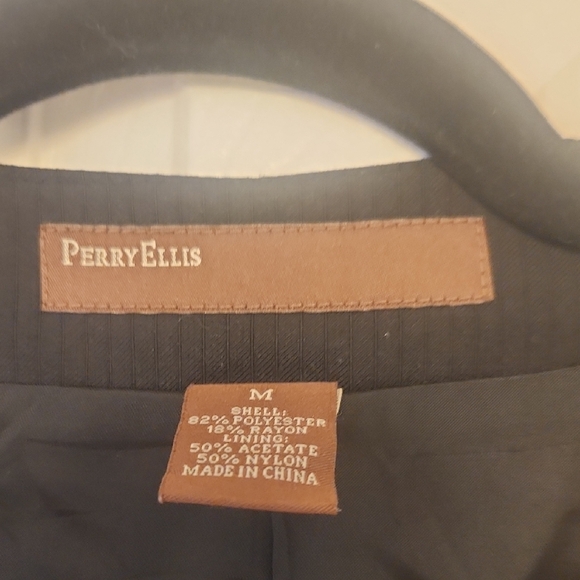 PERRY ELLIS
M
SHELL:
82% POLYESTER
18% RAYON
LINING:
50% ACETATE
50% NYLON
MADE IN CHINA